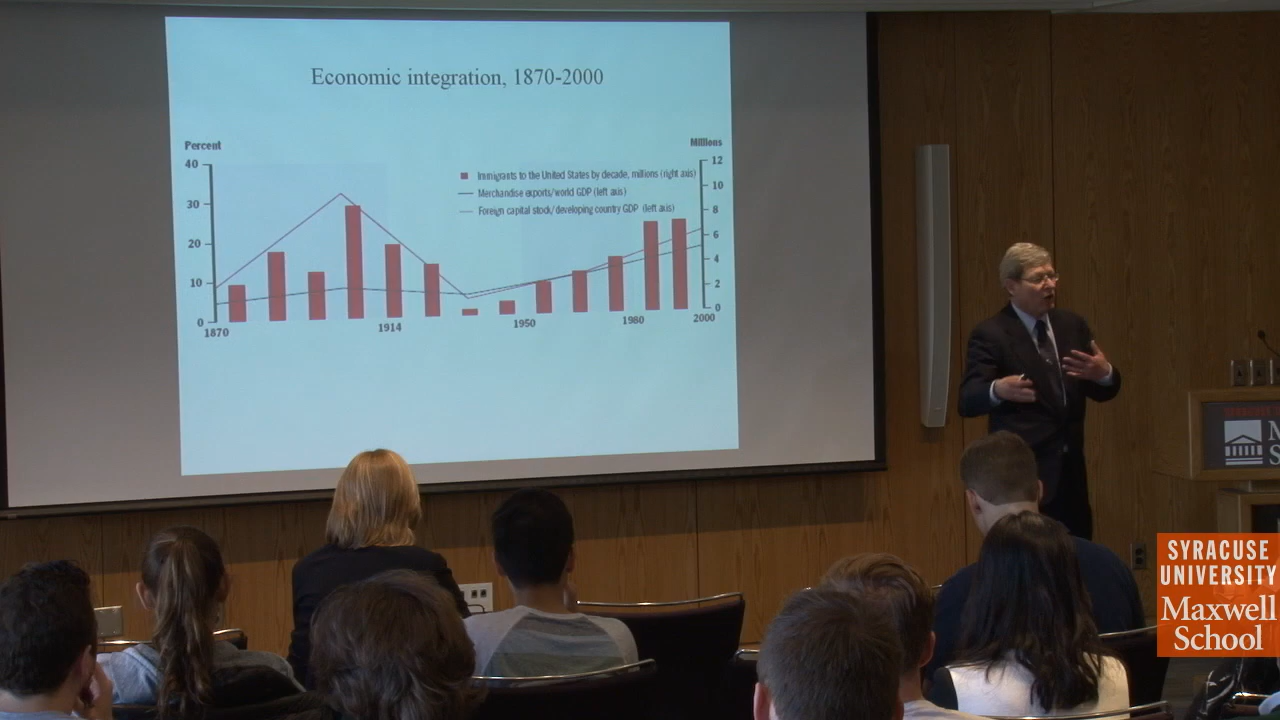 Economic integration, 1870-2000
Percent
Millions
40
30
20
10
0
12
10
8
6
4
2
0
Immigrants to the United States by decade, millions (right axis)
Merchandise exports/world GDP (left axis)
Foreign capital stock/developing country GDP (left axis)
1870
1914
1950
1980
2000
SYRACUSE
UNIVERSITY
Maxwell
School